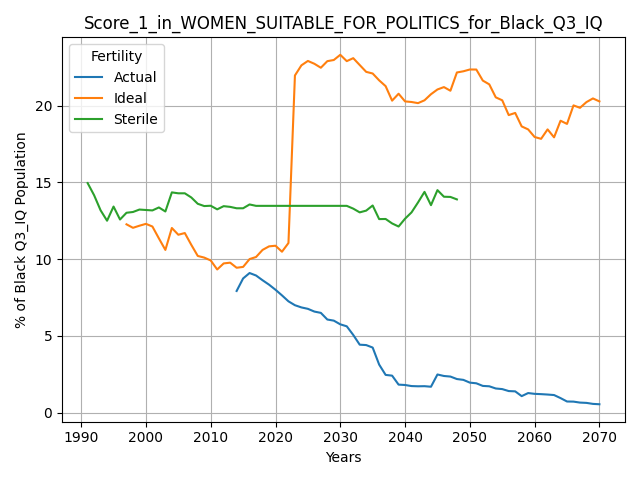 Score_1_in_WOMEN_SUITABLE_FOR_POLITICS_for_Black_Q3_IQ
Fertility
Actual
Ideal
Sterile
% of Black Q3_IQ Population
20
15
10
5
0
1990 2000 2010 2020 2030 2040 2050 2060 2070
Years